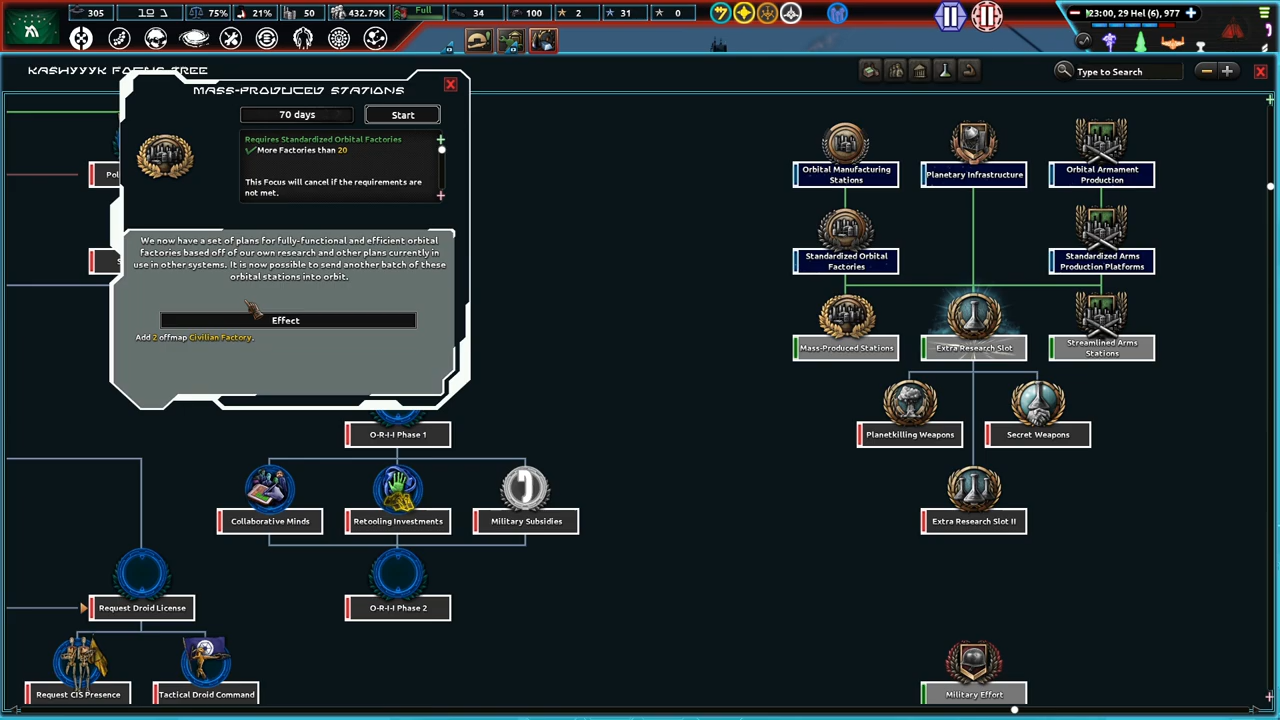 305
75%
21%
50
432.79K
Full
34
100
2
31
0
23:00, 29 Hel (6), 977
KASHYYYK FOCUS TREE
Type to Search
MASS-PRODUCED STATIONS
70 days
Start
Requires Standardized Orbital Factories
More Factories than 20
This Focus will cancel if the requirements are
not met.
We now have a set of plans for fully-functional and efficient orbital
factories based off of our own research and other plans currently in
use in other systems. It is now possible to send another batch of these
orbital stations into orbit.
Effect
Add 2 offmap Civilian Factory.
Pol
S
Orbital Manufacturing
Stations
Planetary Infrastructure
Orbital Armament
Production
Standardized Orbital
Factories
Standardized Arms
Production Platforms
Mass-Produced Stations
Extra Research Slot
Streamlined Arms
Stations
O-R-I-I Phase 1
Planetkilling Weapons
Secret Weapons
Collaborative Minds
Retooling Investments
Military Subsidies
Extra Research Slot II
Request Droid License
O-R-I-I Phase 2
Request CIS Presence
Tactical Droid Command
Military Effort